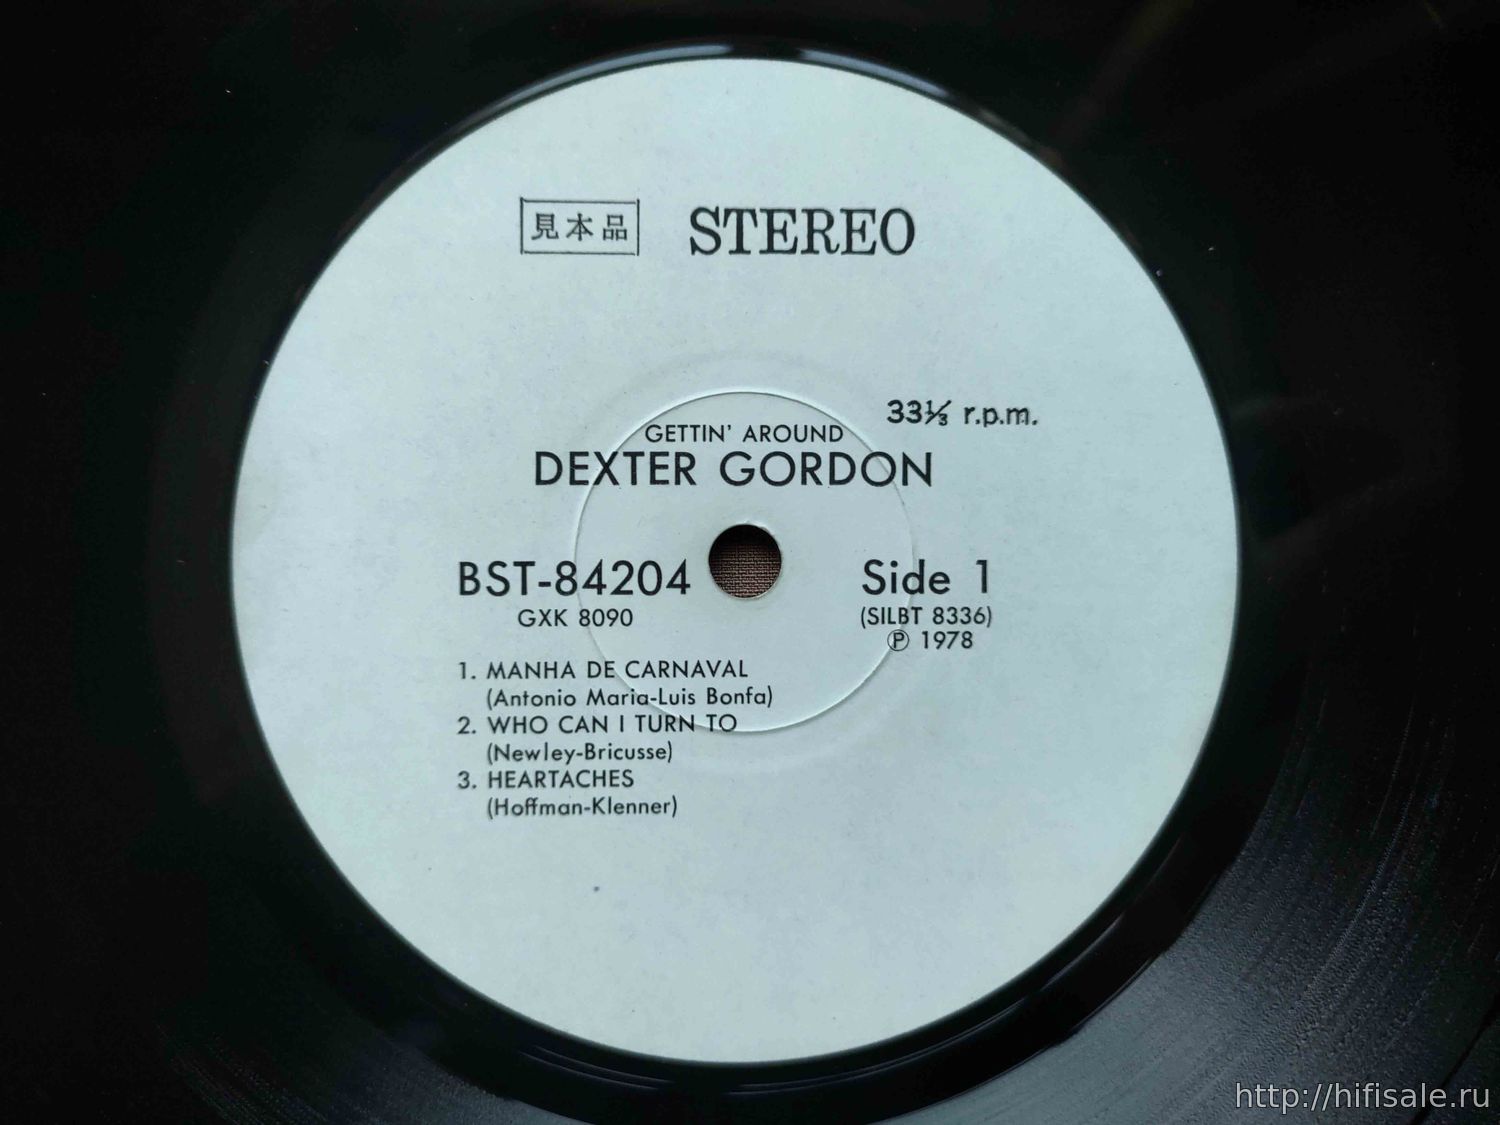 見本品 STEREO
33⅓ r.p.m.
GETTIN' AROUND
DEXTER GORDON
BST-84204 Side 1
GXK 8090 (SILBT 8336)
Ⓟ 1978
1. MANHA DE CARNAVAL
(Antonio Maria-Luis Bonfa)
2. WHO CAN I TURN TO
(Newley-Bricusse)
3. HEARTACHES
(Hoffman-Klenner)
http://hifisale.ru